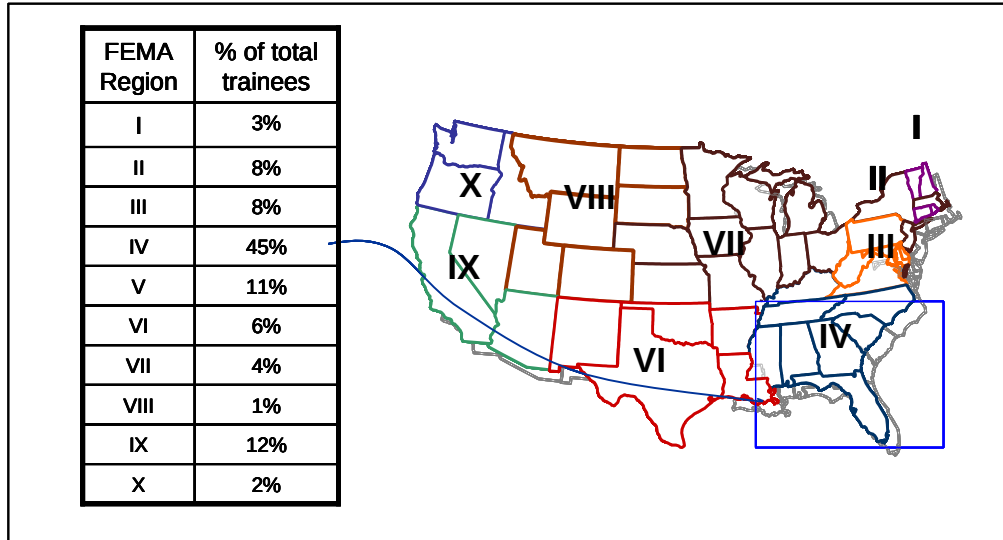 FEMA Region % of total trainees
I 3%
II 8%
III 8%
IV 45%
V 11%
VI 6%
VII 4%
VIII 1%
IX 12%
X 2%
I
II
X
VIII
VII
III
IX
IV
VI